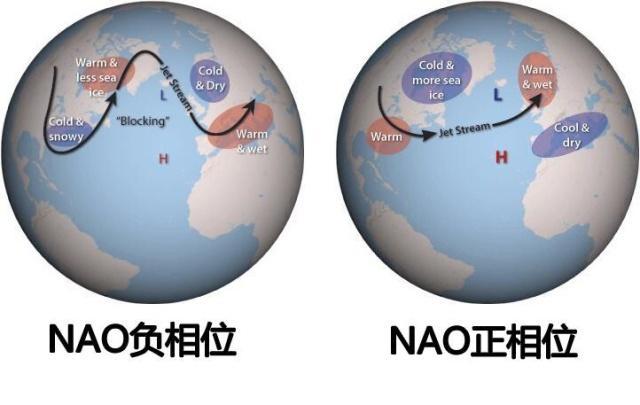 Warm &
less sea
ice
Jet Stream
Cold
& Dry
L
Cold &
snowy
"Blocking"
Warm
& wet
H
NAO负相位
Cold &
more sea
ice
Warm
& wet
L
Warm
Jet Stream
Cool &
dry
H
NAO正相位